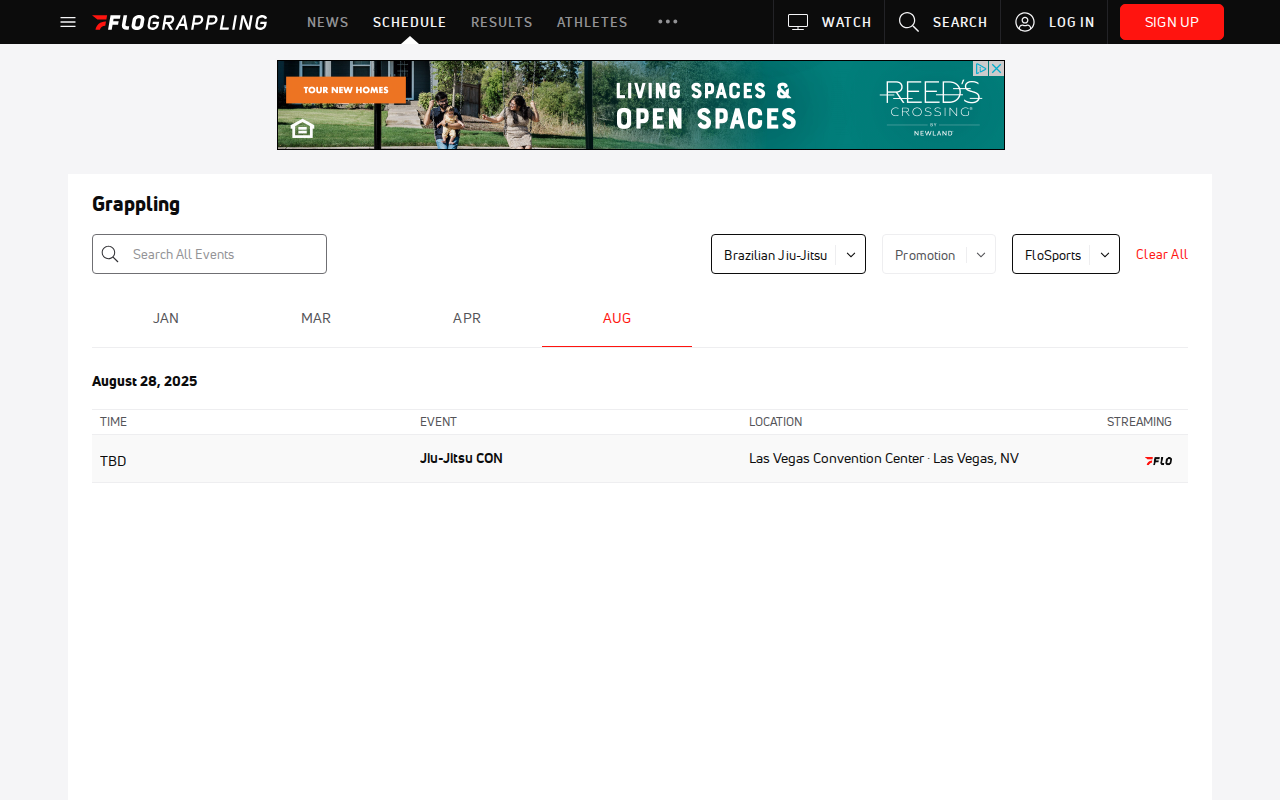 FLOGRAPPLING NEWS SCHEDULE RESULTS ATHLETES ••• WATCH SEARCH LOG IN SIGN UP
TOUR NEW HOMES
LIVING SPACES &
OPEN SPACES
REED'S
CROSSING
BY
NEWLAND
Grappling
Search All Events Brazilian Jiu-Jitsu Promotion FloSports Clear All
JAN MAR APR AUG
August 28, 2025
TIME EVENT LOCATION STREAMING
TBD Jiu-Jitsu CON Las Vegas Convention Center · Las Vegas, NV FLO